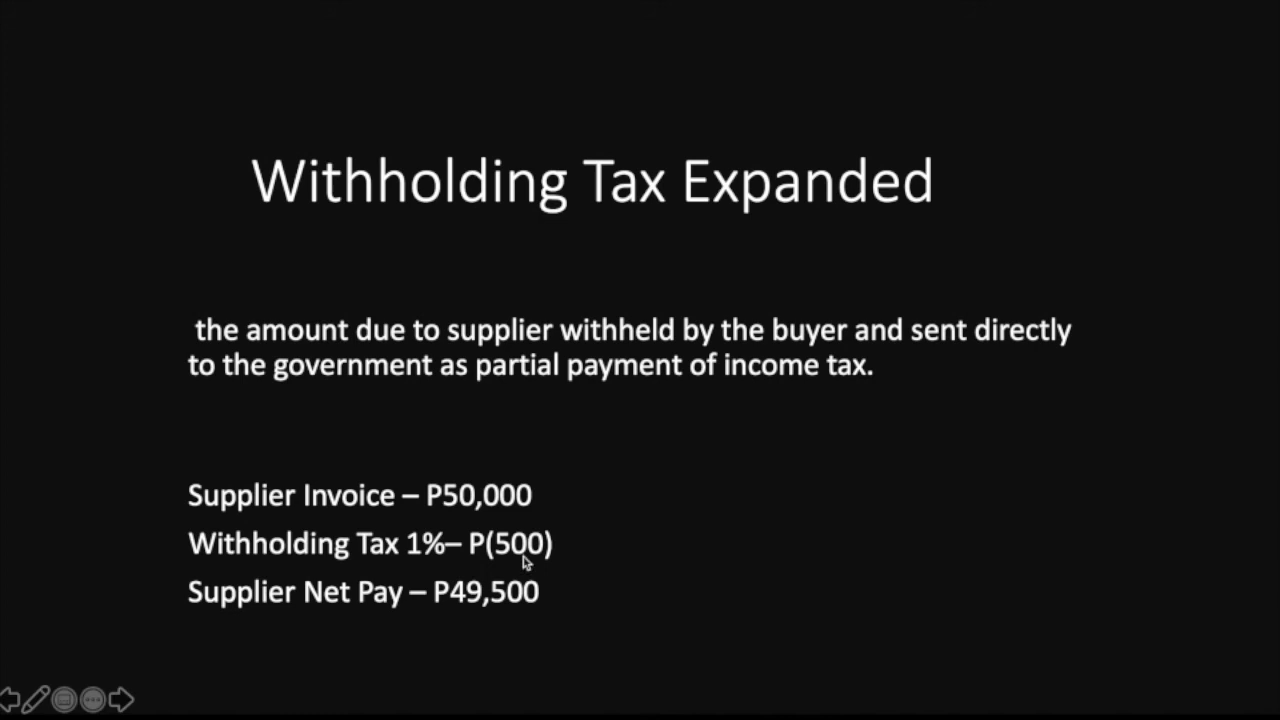 Withholding Tax Expanded
the amount due to supplier withheld by the buyer and sent directly
to the government as partial payment of income tax.
Supplier Invoice – P50,000
Withholding Tax 1%– P(500)
Supplier Net Pay – P49,500